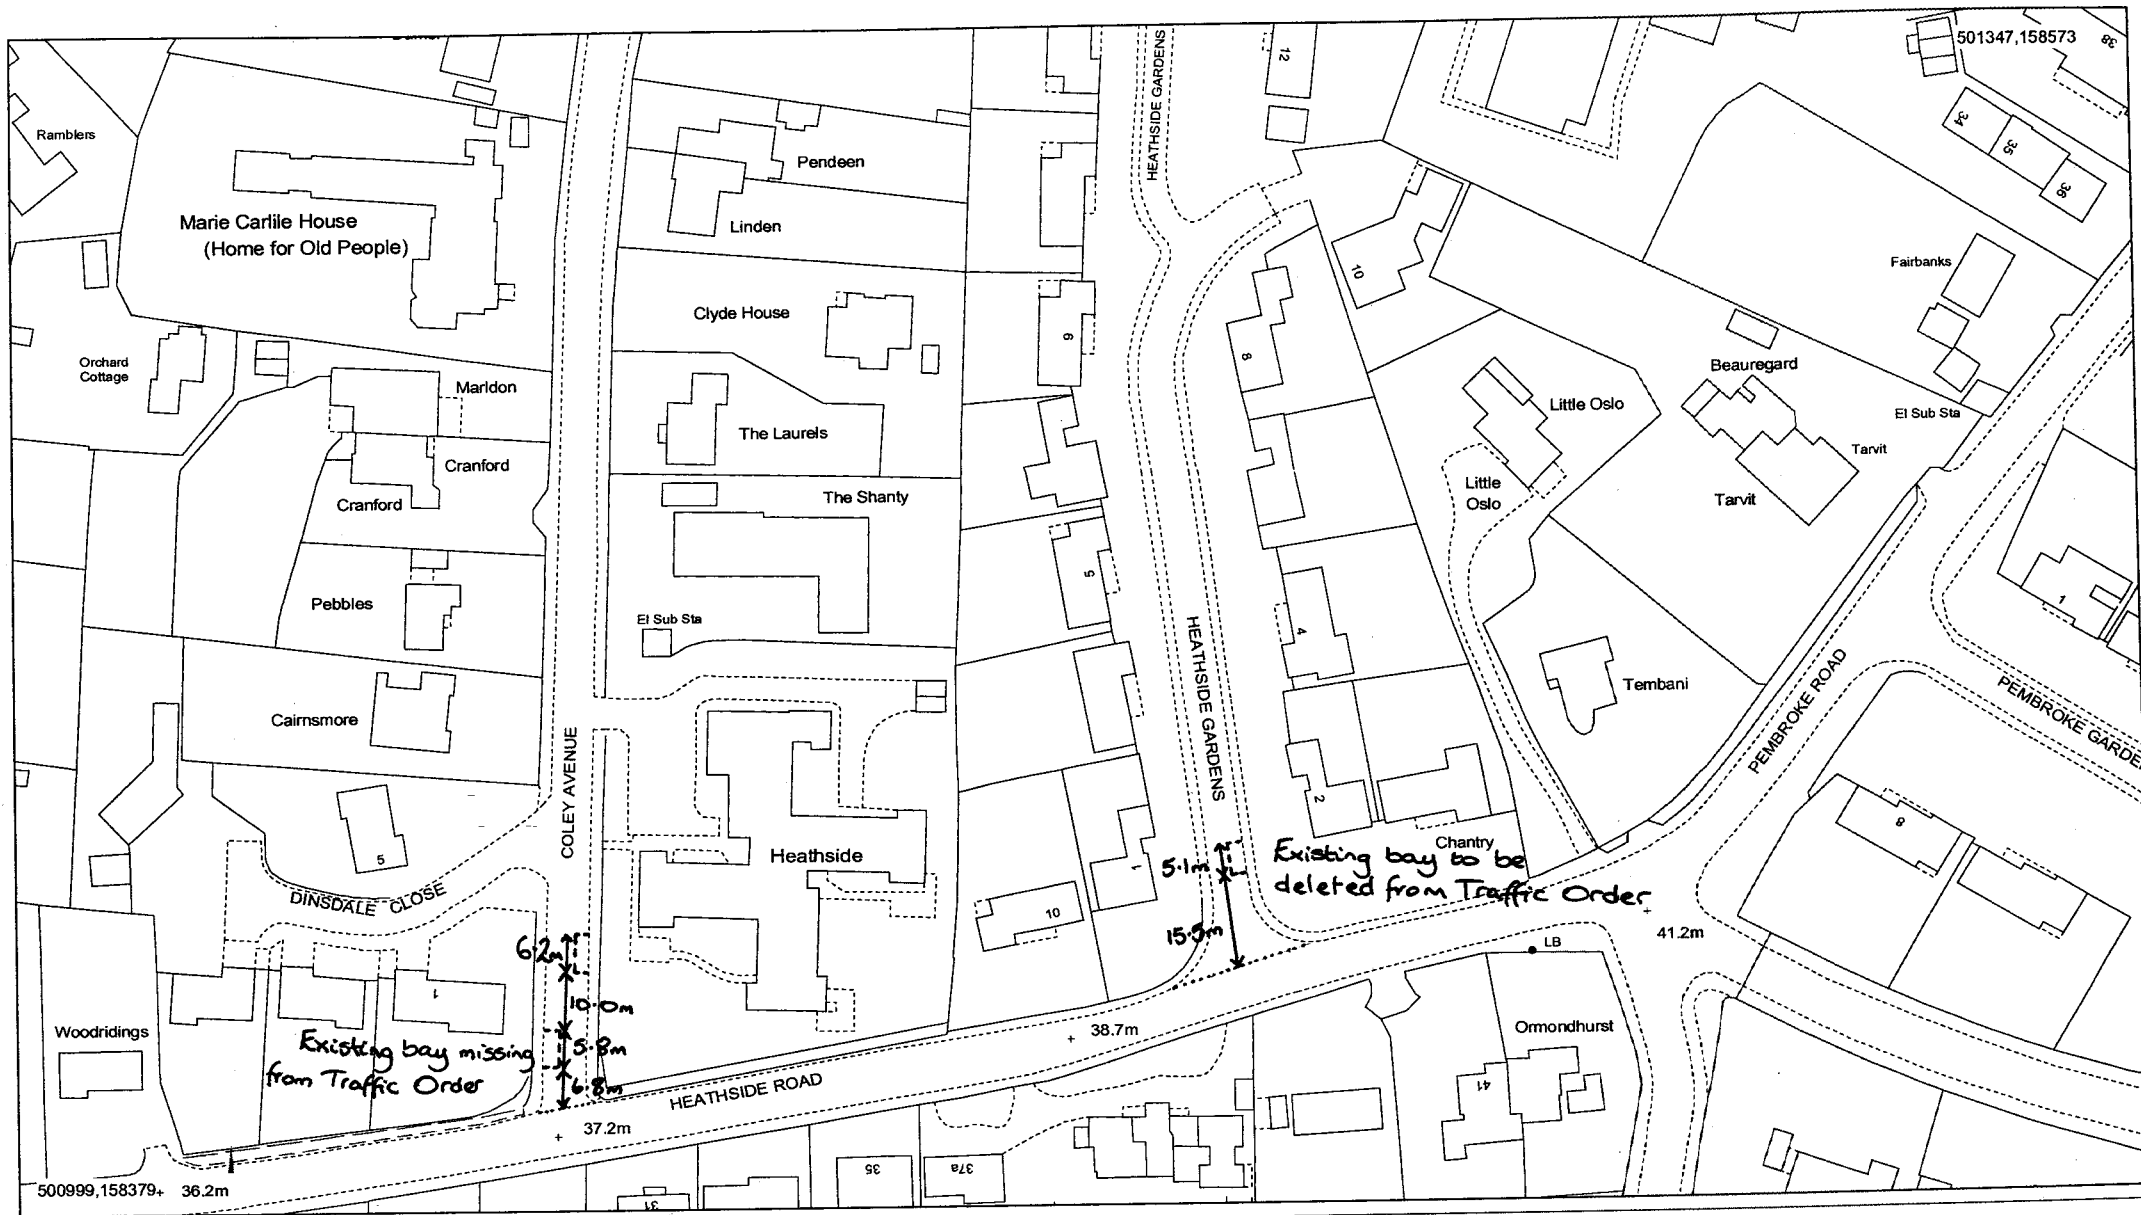 HEATHSIDE GARDENS
12
501347,158573
38
Ramblers
Pendeen
34
35
36
Marie Carlile House
(Home for Old People)
Linden
10
Fairbanks
Clyde House
6
8
Orchard
Cottage
Marldon
Beauregard
Little Oslo
El Sub Sta
The Laurels
Tarvit
Cranford
Little
Oslo
Tarvit
Cranford
The Shanty
5
1
Pebbles
El Sub Sta
4
HEATHSIDE GARDENS
PEMBROKE ROAD
Tembani
PEMBROKE GARDE
Cairnsmore
COLEY AVENUE
2
8
5
Heathside
1
Chantry
5.1m
Existing bay to be
deleted from Traffic Order
DINSDALE CLOSE
10
15.5m
41.2m
LB
6.2m
1
10.0m
Woodridings
Existing bay missing
from Traffic Order
5.8m
6.8m
38.7m
Ormondhurst
HEATHSIDE ROAD
41
37.2m
500999,158379
36.2m
35
37a
31